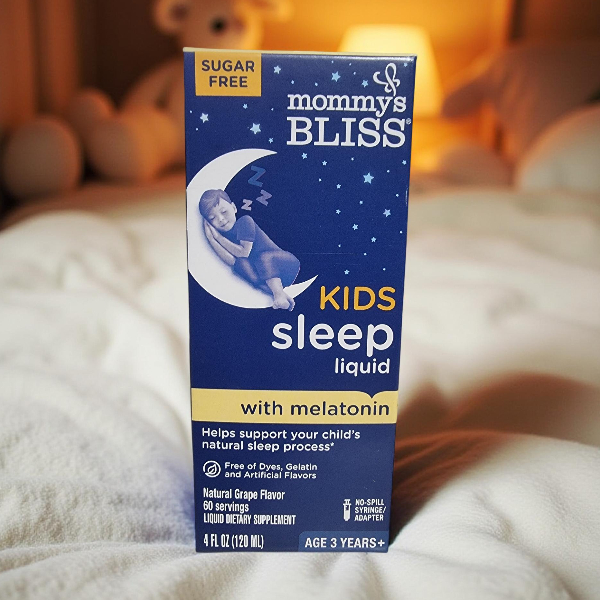 SUGAR
FREE
mommy's
BLISS®
z
z
z
KIDS
sleep
liquid
with melatonin
Helps support your child's
natural sleep process*
Free of Dyes, Gelatin
and Artificial Flavors
Natural Grape Flavor
60 servings
LIQUID DIETARY SUPPLEMENT
4 FL OZ (120 ML)
NO-SPILL
SYRINGE/
ADAPTER
AGE 3 YEARS+